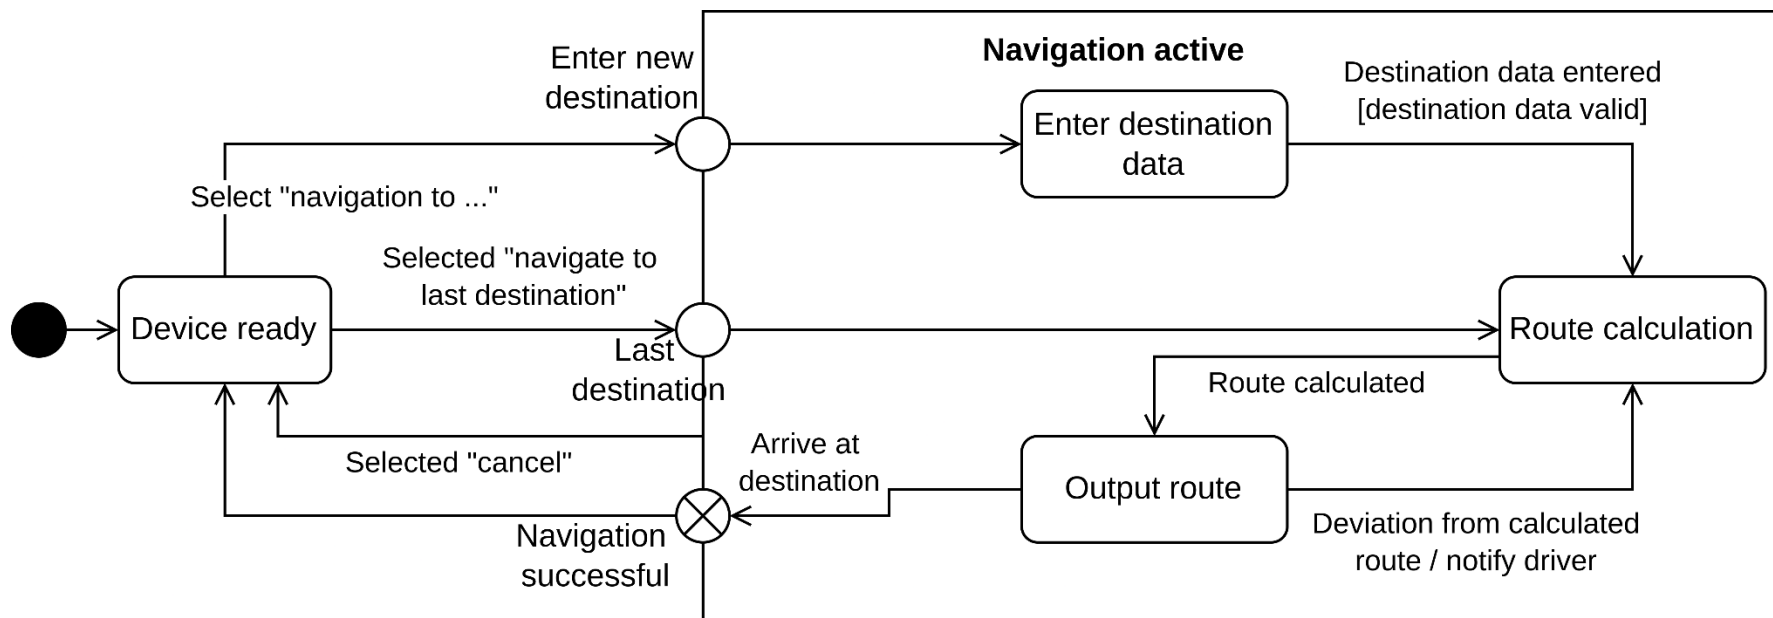 Enter new
destination
Navigation active
Destination data entered
[destination data valid]
Enter destination
data
Select "navigation to ..."
Selected "navigate to
last destination"
Device ready
Last
destination
Route calculation
Route calculated
Selected "cancel"
Arrive at
destination
Output route
Navigation
successful
Deviation from calculated
route / notify driver